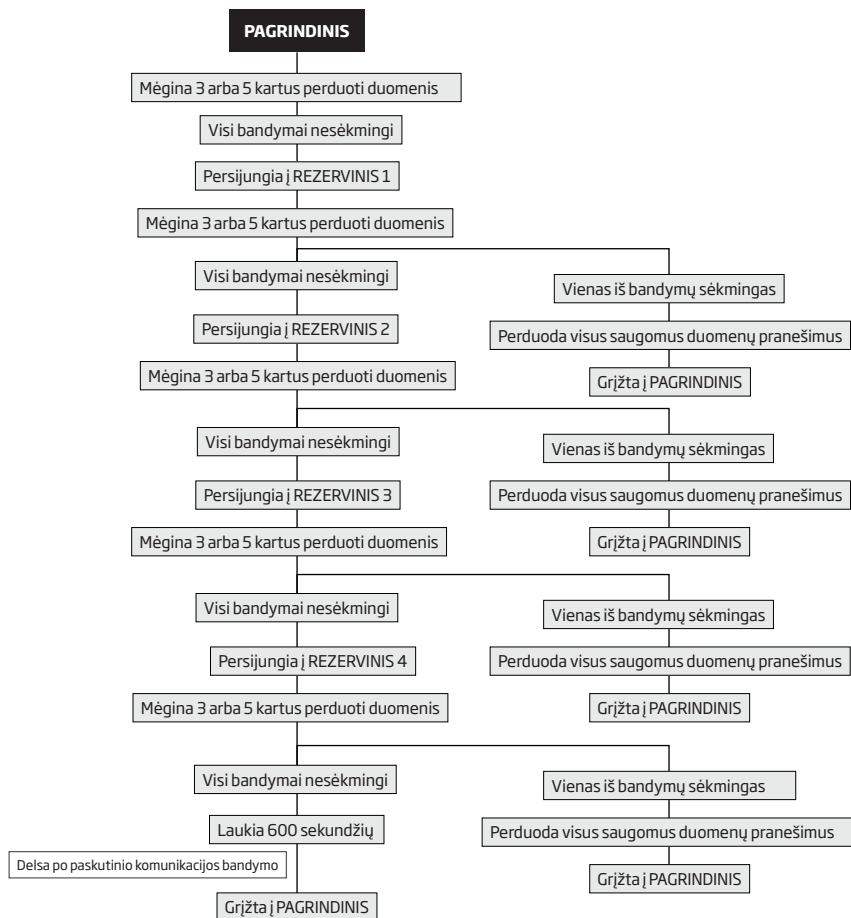 PAGRINDINIS
Mėgina 3 arba 5 kartus perduoti duomenis
Visi bandymai nesėkmingi
Persijungia į REZERVINIS 1
Mėgina 3 arba 5 kartus perduoti duomenis
Visi bandymai nesėkmingi
Vienas iš bandymų sėkmingas
Persijungia į REZERVINIS 2
Perduoda visus saugomus duomenų pranešimus
Mėgina 3 arba 5 kartus perduoti duomenis
Grįžta į PAGRINDINIS
Visi bandymai nesėkmingi
Vienas iš bandymų sėkmingas
Persijungia į REZERVINIS 3
Perduoda visus saugomus duomenų pranešimus
Mėgina 3 arba 5 kartus perduoti duomenis
Grįžta į PAGRINDINIS
Visi bandymai nesėkmingi
Vienas iš bandymų sėkmingas
Persijungia į REZERVINIS 4
Perduoda visus saugomus duomenų pranešimus
Mėgina 3 arba 5 kartus perduoti duomenis
Grįžta į PAGRINDINIS
Visi bandymai nesėkmingi
Vienas iš bandymų sėkmingas
Laukia 600 sekundžių
Perduoda visus saugomus duomenų pranešimus
Delsa po paskutinio komunikacijos bandymo
Grįžta į PAGRINDINIS
Grįžta į PAGRINDINIS